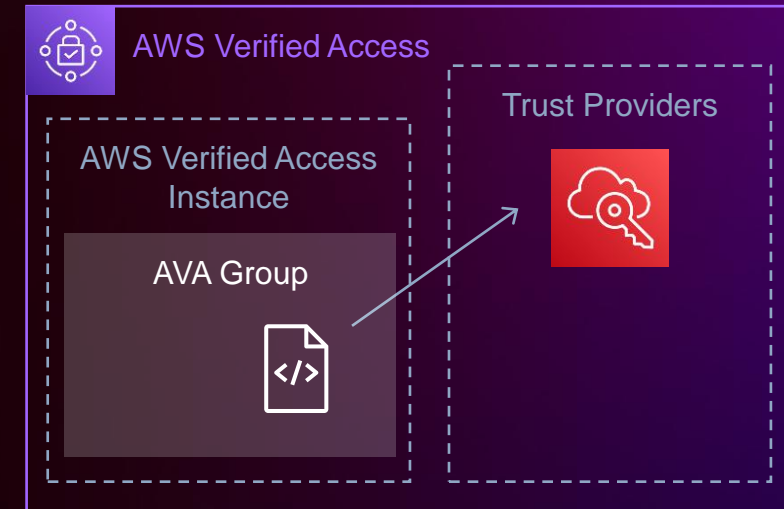 AWS Verified Access
Trust Providers
AWS Verified Access
Instance
AVA Group
</>